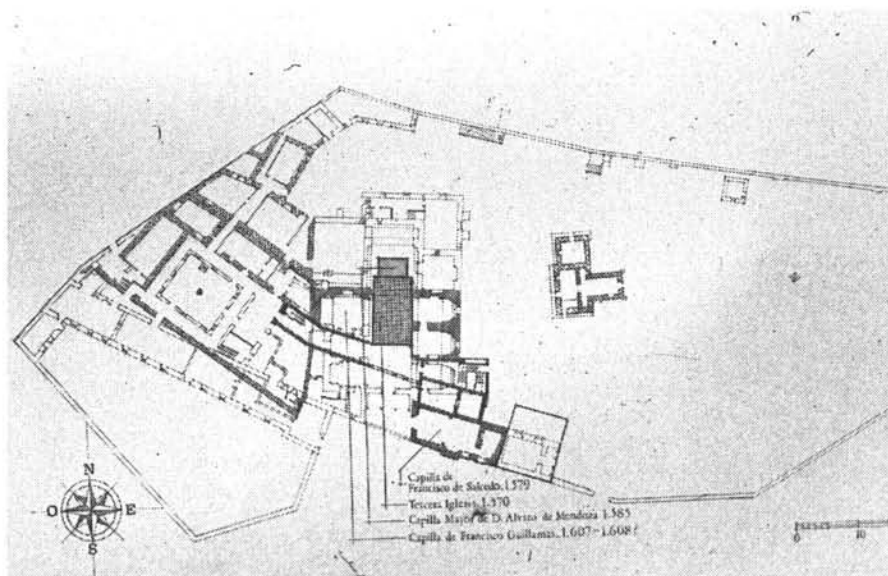 N
O E
S
Capilla de
Francisco de Salcedo, 1.579
Tercera Iglesia, 1.570
Capilla Mayor de D. Alvaro de Mendoza 1.585
Capilla de Francisco Guillamas, 1.607-1.608?
0 10